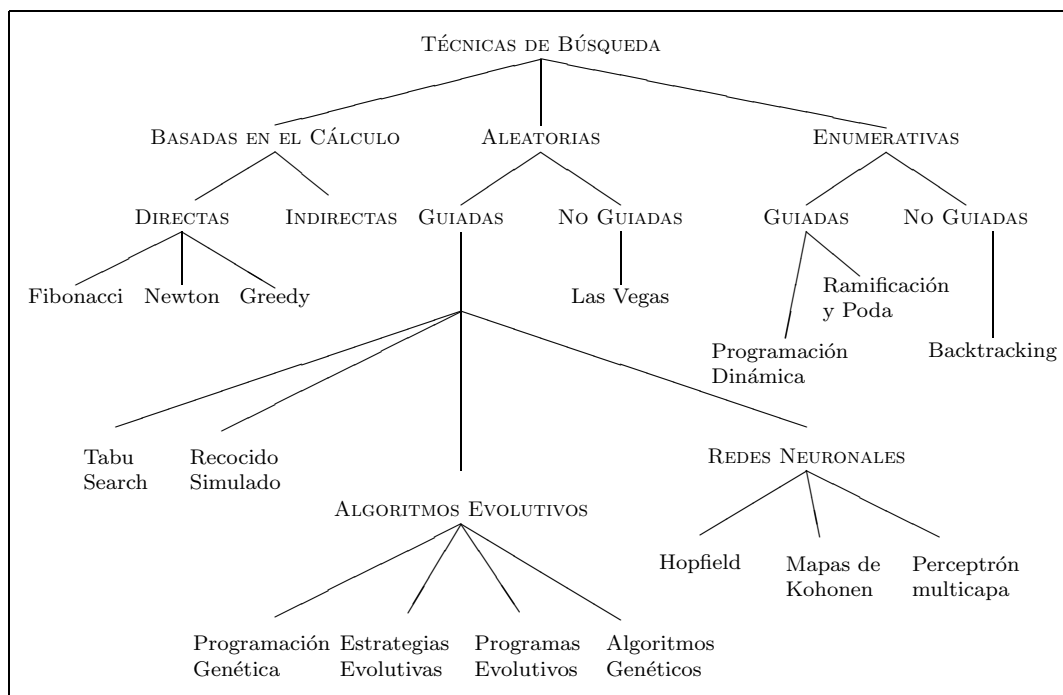 TÉCNICAS DE BÚSQUEDA
BASADAS EN EL CÁLCULO
ALEATORIAS
ENUMERATIVAS
DIRECTAS
INDIRECTAS
GUIADAS
NO GUIADAS
GUIADAS
NO GUIADAS
Fibonacci
Newton
Greedy
Las Vegas
Ramificación
y Poda
Programación
Dinámica
Backtracking
Tabu
Search
Recocido
Simulado
REDES NEURONALES
ALGORITMOS EVOLUTIVOS
Hopfield
Mapas de
Kohonen
Perceptrón
multicapa
Programación
Genética
Estrategias
Evolutivas
Programas
Evolutivos
Algoritmos
Genéticos